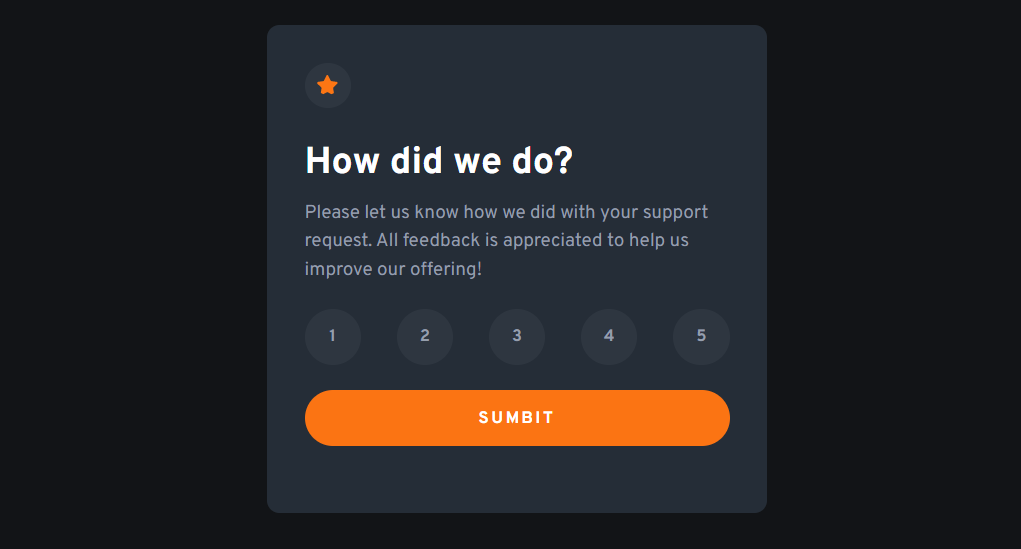 How did we do?
Please let us know how we did with your support
request. All feedback is appreciated to help us
improve our offering!
1 2 3 4 5
SUMBIT